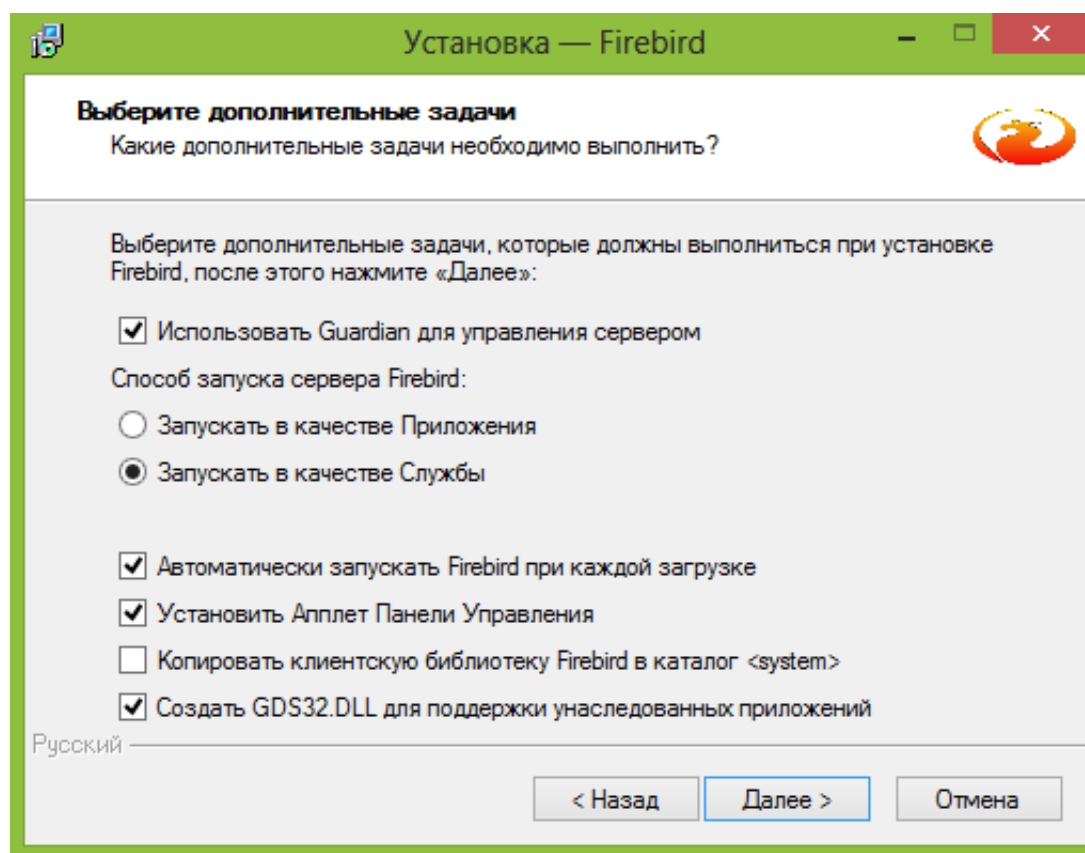 Установка — Firebird
Выберите дополнительные задачи
Какие дополнительные задачи необходимо выполнить?
Выберите дополнительные задачи, которые должны выполниться при установке
Firebird, после этого нажмите «Далее»:
Использовать Guardian для управления сервером
Способ запуска сервера Firebird:
Запускать в качестве Приложения
Запускать в качестве Службы
Автоматически запускать Firebird при каждой загрузке
Установить Апплет Панели Управления
Копировать клиентскую библиотеку Firebird в каталог <system>
Создать GDS32.DLL для поддержки унаследованных приложений
Русский
< Назад
Далее >
Отмена